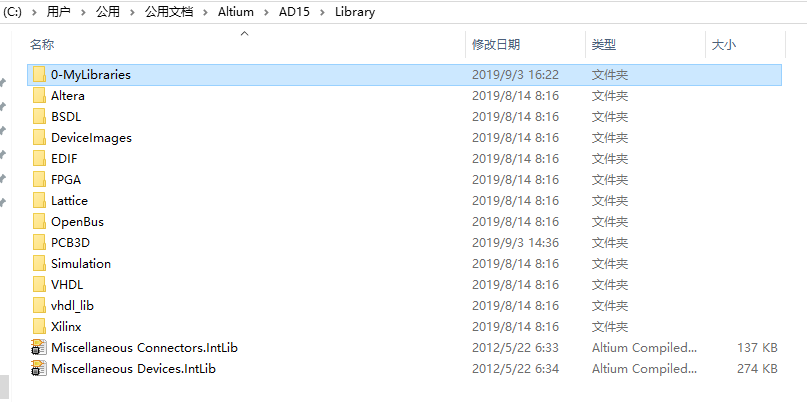 (C:) > 用户 > 公用 > 公用文档 > Altium > AD15 > Library
名称 修改日期 类型 大小
0-MyLibraries 2019/9/3 16:22 文件夹
Altera 2019/8/14 8:16 文件夹
BSDL 2019/8/14 8:16 文件夹
DeviceImages 2019/8/14 8:16 文件夹
EDIF 2019/8/14 8:16 文件夹
FPGA 2019/8/14 8:16 文件夹
Lattice 2019/8/14 8:16 文件夹
OpenBus 2019/8/14 8:16 文件夹
PCB3D 2019/9/3 14:36 文件夹
Simulation 2019/8/14 8:16 文件夹
VHDL 2019/8/14 8:16 文件夹
vhdl_lib 2019/8/14 8:16 文件夹
Xilinx 2019/8/14 8:16 文件夹
Miscellaneous Connectors.IntLib 2012/5/22 6:33 Altium Compiled... 137 KB
Miscellaneous Devices.IntLib 2012/5/22 6:34 Altium Compiled... 274 KB